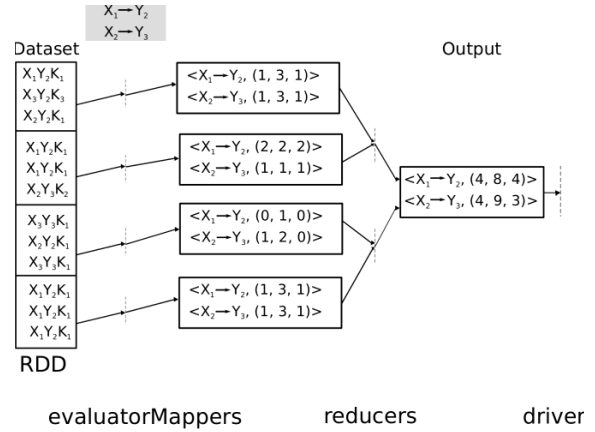 X₁→Y₂
X₂→Y₃
Dataset
Output
X₁Y₂K₁
X₃Y₂K₃
X₂Y₂K₁
<X₁→Y₂, (1, 3, 1)>
<X₂→Y₃, (1, 3, 1)>
X₁Y₂K₁
X₁Y₂K₁
X₂Y₃K₂
<X₁→Y₂, (2, 2, 2)>
<X₂→Y₃, (1, 1, 1)>
<X₁→Y₂, (4, 8, 4)>
<X₂→Y₃, (4, 9, 3)>
X₃Y₃K₁
X₂Y₂K₁
X₃Y₃K₁
<X₁→Y₂, (0, 1, 0)>
<X₂→Y₃, (1, 2, 0)>
X₁Y₂K₁
X₁Y₂K₁
X₁Y₂K₁
<X₁→Y₂, (1, 3, 1)>
<X₂→Y₃, (1, 3, 1)>
RDD
evaluatorMappers
reducers
driver